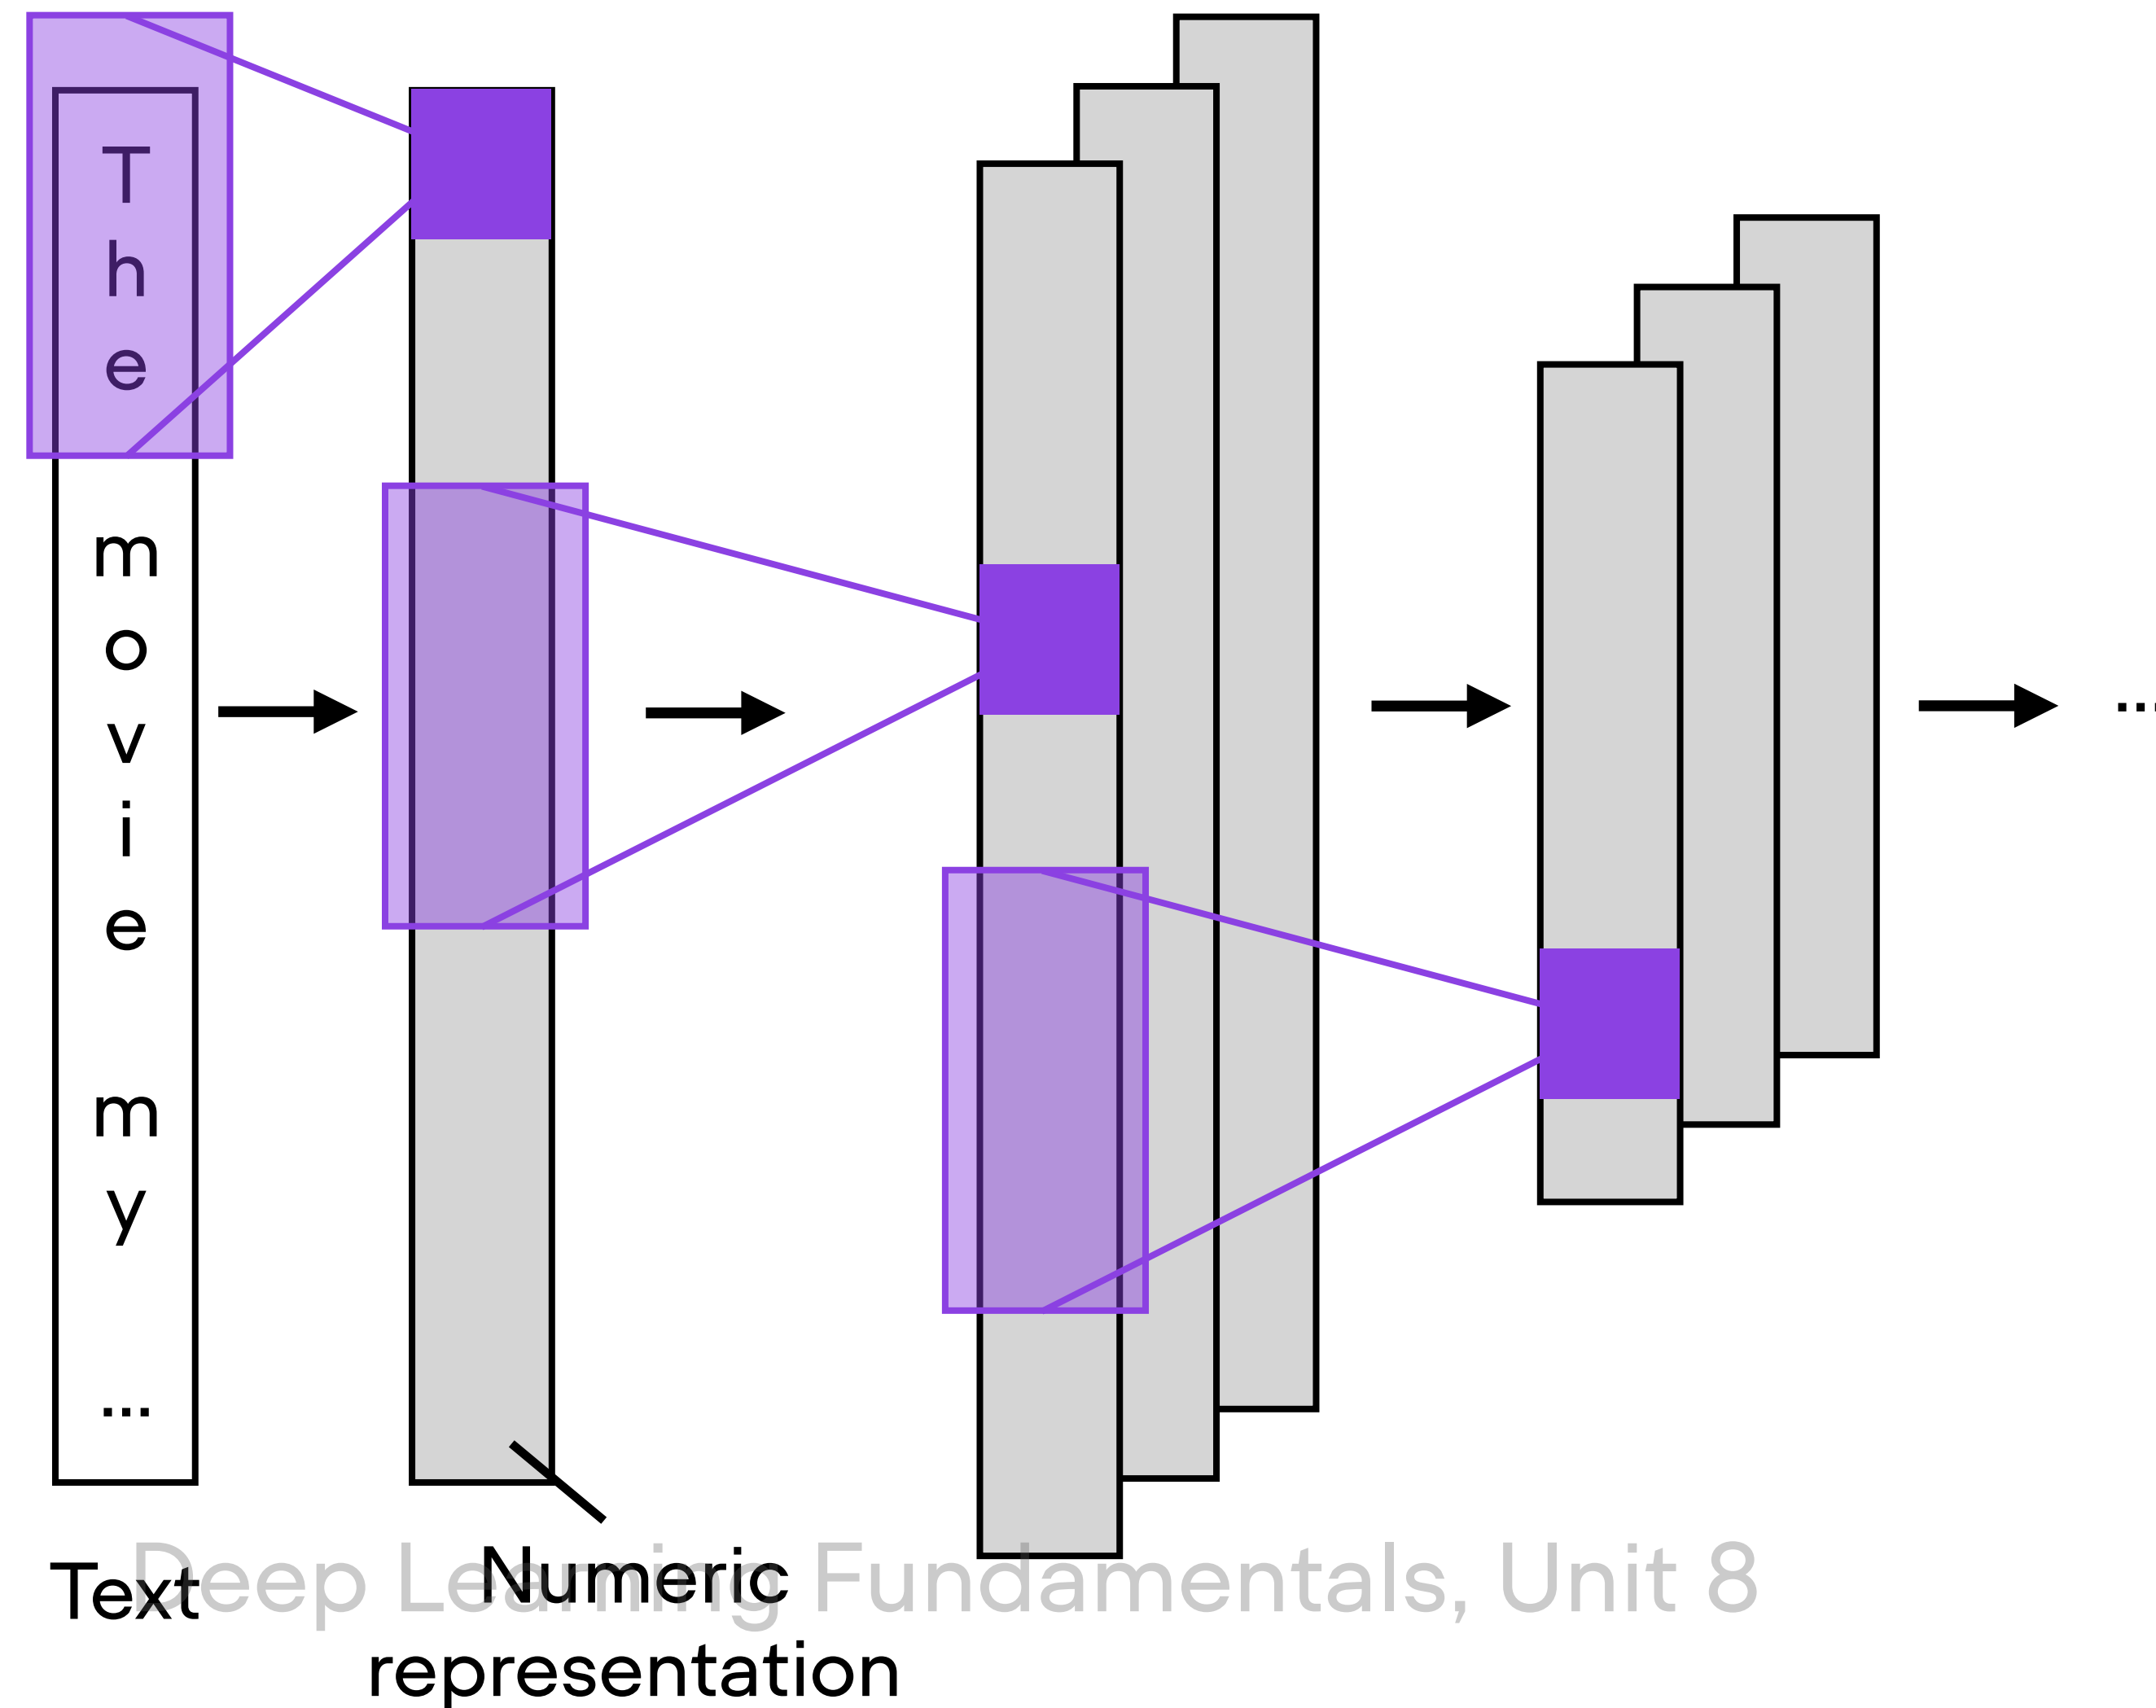 T
h
e
m
o
v
i
e
m
y
...
...
Text
Numeric
representation
Deep Learning Fundamentals, Unit 8